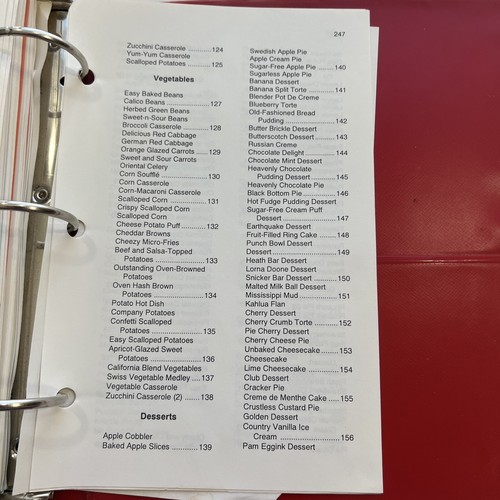 247
Zucchini Casserole ............124
Yum-Yum Casserole
Scalloped Potatoes ............125
Vegetables
Easy Baked Beans
Calico Beans ......................127
Herbed Green Beans
Sweet-n-Sour Beans
Broccoli Casserole .............128
Delicious Red Cabbage
German Red Cabbage
Orange Glazed Carrots .....129
Sweet and Sour Carrots
Oriental Celery
Corn Soufflé .......................130
Corn Casserole
Corn-Macaroni Casserole
Scalloped Corn ..................131
Crispy Scalloped Corn
Scalloped Corn
Cheese Potato Puff ............132
Cheddar Browns
Cheezy Micro-Fries
Beef and Salsa-Topped
Potatoes ........................133
Outstanding Oven-Browned
Potatoes
Oven Hash Brown
Potatoes ........................134
Potato Hot Dish
Company Potatoes
Confetti Scalloped
Potatoes ........................135
Easy Scalloped Potatoes
Apricot-Glazed Sweet
Potatoes ........................136
California Blend Vegetables
Swiss Vegetable Medley ....137
Vegetable Casserole
Zucchini Casserole (2) .......138
Desserts
Apple Cobbler
Baked Apple Slices ............139
Swedish Apple Pie
Apple Cream Pie
Sugar-Free Apple Pie ........140
Sugarless Apple Pie
Banana Dessert
Banana Split Torte .............141
Blender Pot De Creme
Blueberry Torte
Old-Fashioned Bread
Pudding ........................142
Butter Brickle Dessert
Butterscotch Dessert..........143
Russian Creme
Chocolate Delight ..............144
Chocolate Mint Dessert
Heavenly Chocolate
Pudding Dessert ............145
Heavenly Chocolate Pie
Black Bottom Pie ...............146
Hot Fudge Pudding Dessert
Sugar-Free Cream Puff
Dessert..........................147
Earthquake Dessert
Fruit-Filled Ring Cake ........148
Punch Bowl Dessert
Dessert...............................149
Heath Bar Dessert
Lorna Doone Dessert
Snicker Bar Dessert ...........150
Malted Milk Ball Dessert
Mississippi Mud..................151
Kahlua Flan
Cherry Dessert
Cherry Crumb Torte ...........152
Pie Cherry Dessert
Cherry Cheese Pie
Unbaked Cheesecake........153
Cheesecake
Lime Cheesecake ..............154
Club Dessert
Cracker Pie
Creme de Menthe Cake .....155
Crustless Custard Pie
Golden Dessert
Country Vanilla Ice
Cream ...........................156
Pam Eggink Dessert